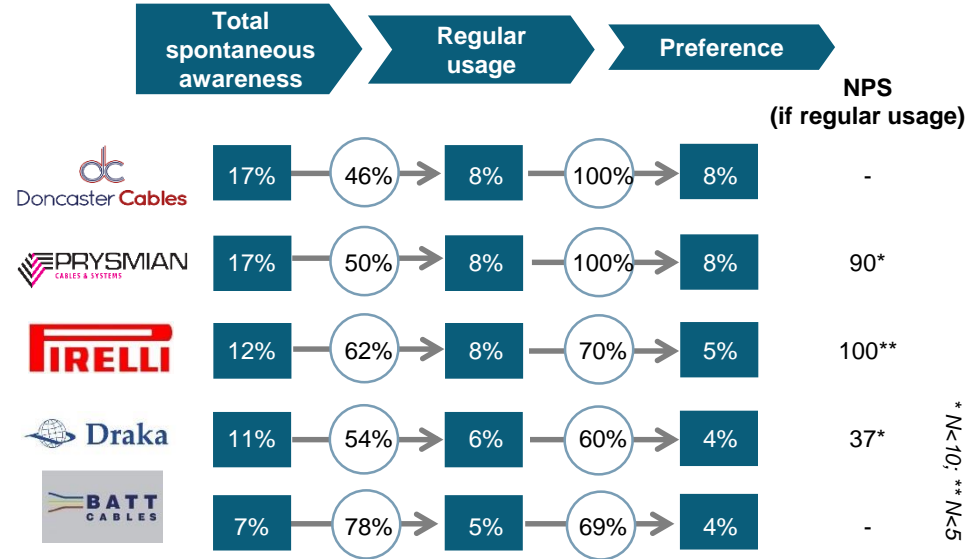 Total
spontaneous
awareness
Regular
usage
Preference
NPS
(if regular usage)
dc
Doncaster Cables
17% 46% 8% 100% 8% -
PRYSMIAN
CABLES & SYSTEMS
17% 50% 8% 100% 8% 90*
PIRELLI
12% 62% 8% 70% 5% 100**
Draka
11% 54% 6% 60% 4% 37*
BATT
CABLES
7% 78% 5% 69% 4% -
* N<10; ** N<5